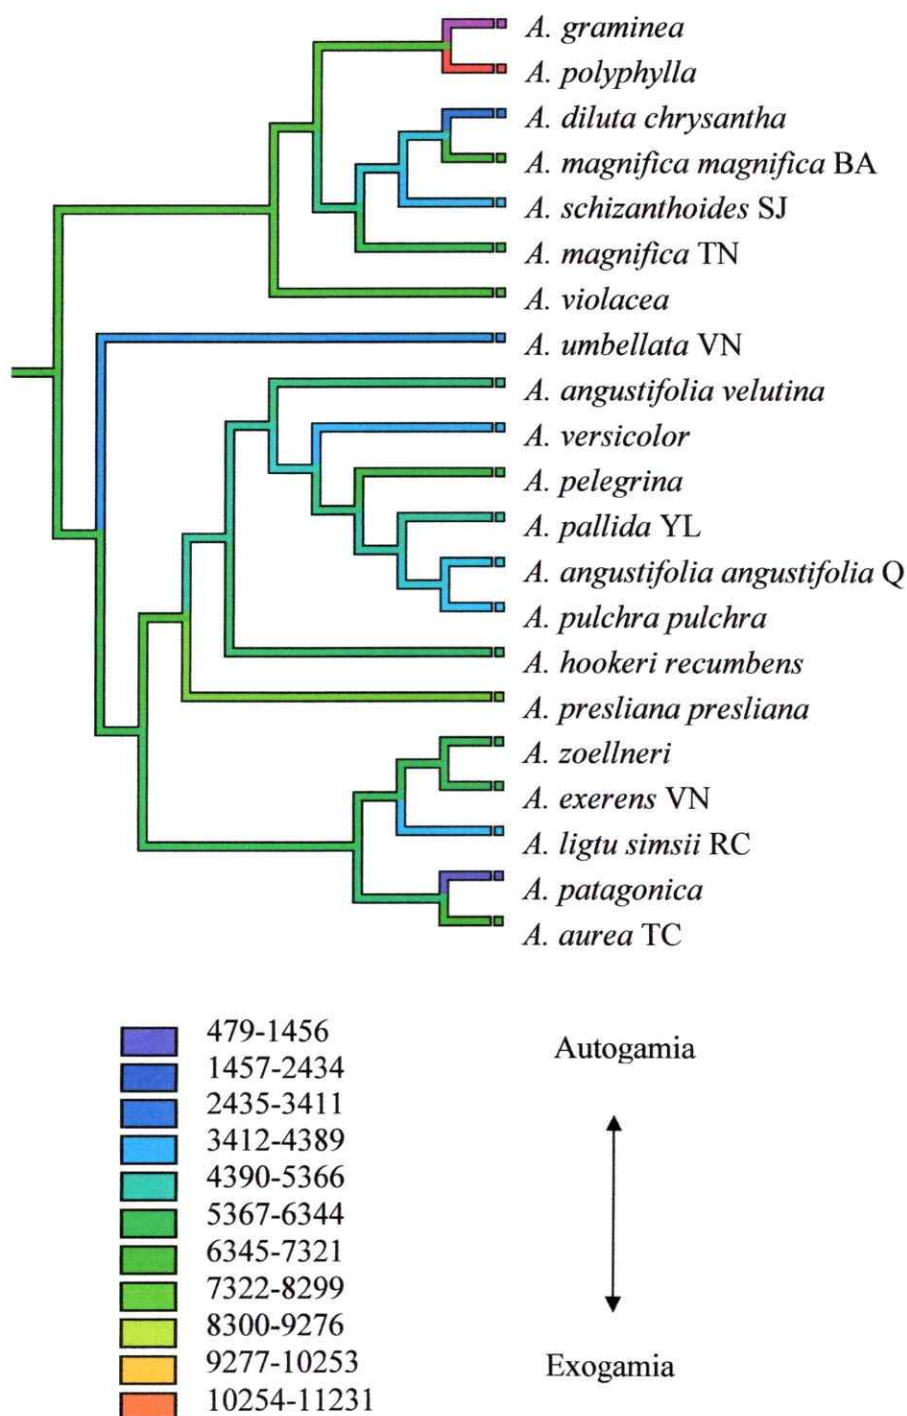 A. graminea
A. polyphylla
A. diluta chrysantha
A. magnifica magnifica BA
A. schizanthoides SJ
A. magnifica TN
A. violacea
A. umbellata VN
A. angustifolia velutina
A. versicolor
A. pelegrina
A. pallida YL
A. angustifolia angustifolia Q
A. pulchra pulchra
A. hookeri recumbens
A. presliana presliana
A. zoellneri
A. exerens VN
A. ligtu simsii RC
A. patagonica
A. aurea TC
479-1456
Autogamia
1457-2434
2435-3411
3412-4389
4390-5366
5367-6344
6345-7321
7322-8299
8300-9276
9277-10253
Exogamia
10254-11231